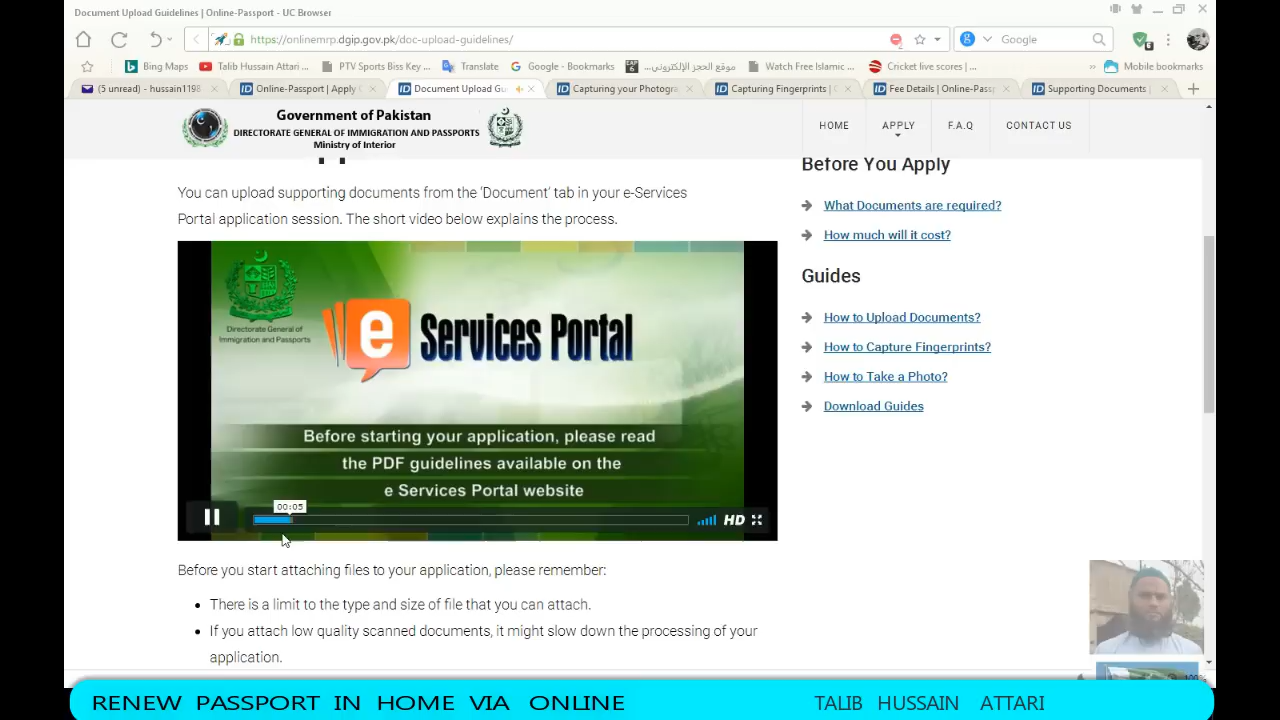 Document Upload Guidelines | Online-Passport - UC Browser
https://onlinemrp.dgip.gov.pk/doc-upload-guidelines/
Google
6
Bing Maps
Talib Hussain Attari ...
PTV Sports Biss Key ...
Translate
Google - Bookmarks
موقع الحجز الإلكتروني...
Watch Free Islamic ...
Cricket live scores | ...
Mobile bookmarks
(5 unread) - hussain1198
Online-Passport | Apply
Document Upload Gu
Capturing your Photogra
Capturing Fingerprints |
Fee Details | Online-Passp
Supporting Documents |
Government of Pakistan
DIRECTORATE GENERAL OF IMMIGRATION AND PASSPORTS
Ministry of Interior
HOME
APPLY
F.A.Q
CONTACT US
You can upload supporting documents from the ‘Document’ tab in your e-Services
Portal application session. The short video below explains the process.
Directorate General of
Immigration and Passports
e Services Portal
Before starting your application, please read
the PDF guidelines available on the
e Services Portal website
00:05
HD
Before you start attaching files to your application, please remember:
• There is a limit to the type and size of file that you can attach.
• If you attach low quality scanned documents, it might slow down the processing of your
application.
Before You Apply
What Documents are required?
How much will it cost?
Guides
How to Upload Documents?
How to Capture Fingerprints?
How to Take a Photo?
Download Guides
100%
RENEW PASSPORT IN HOME VIA ONLINE
TALIB HUSSAIN ATTARI